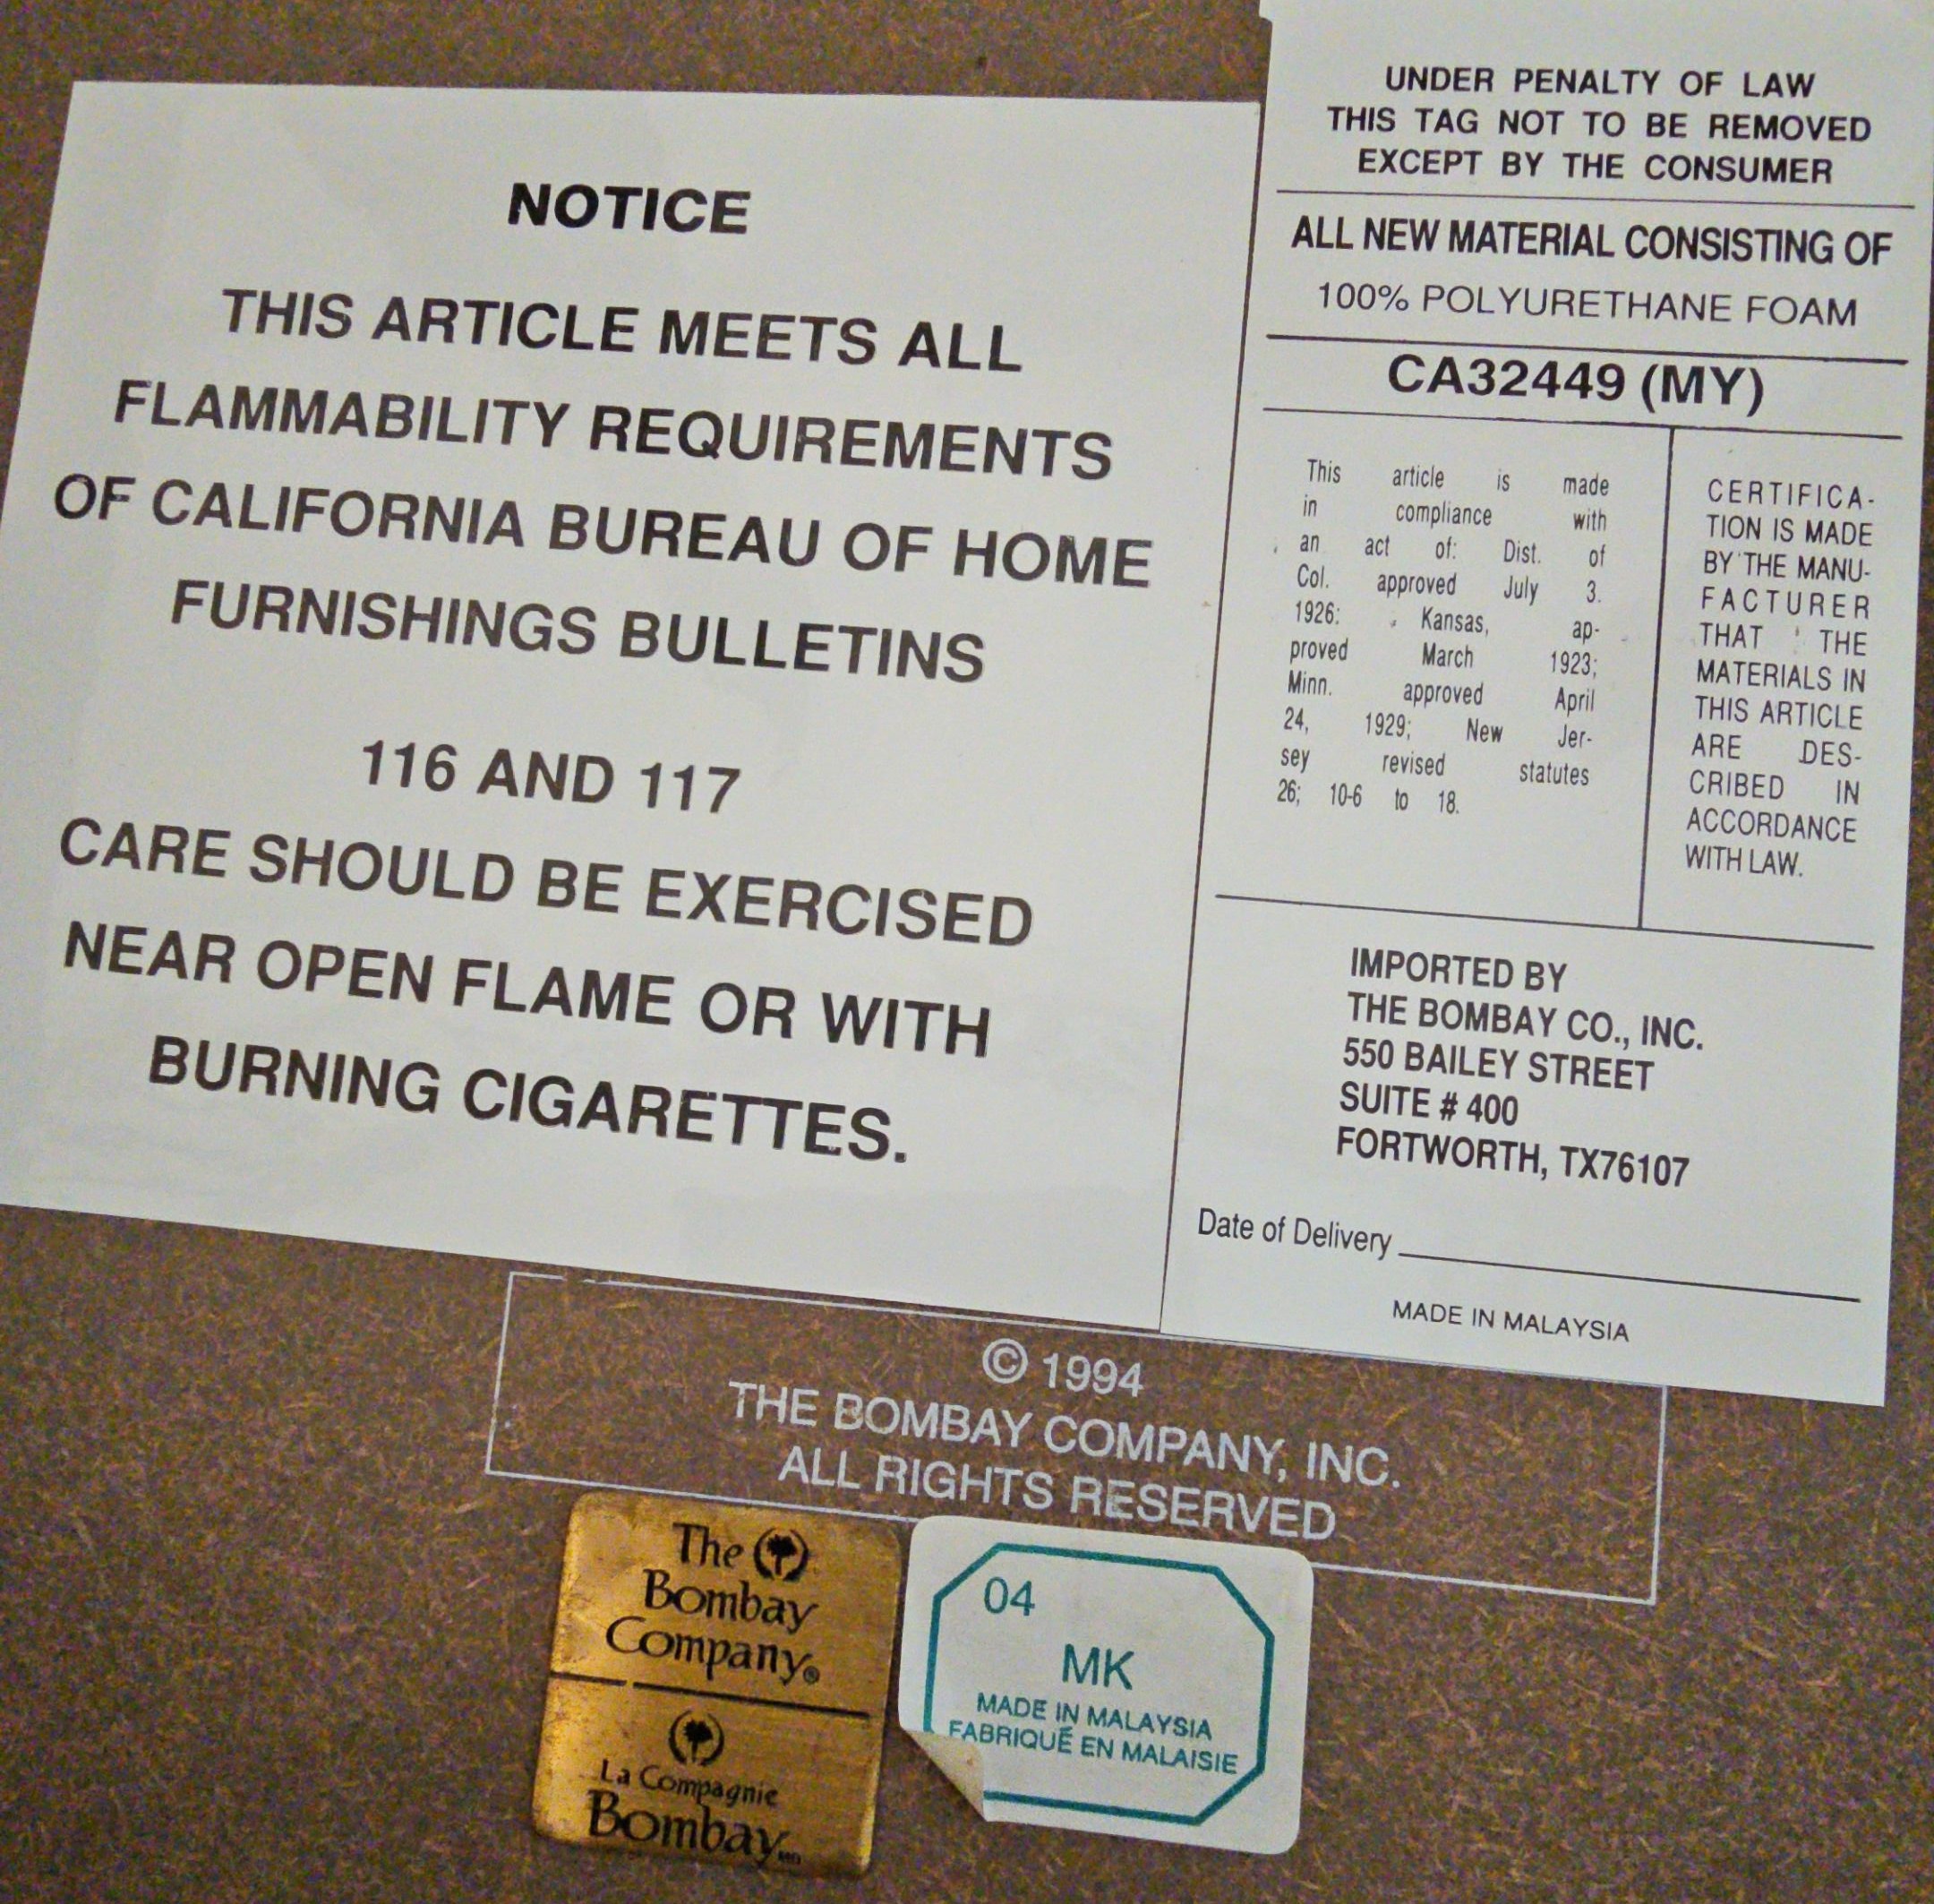 NOTICE
THIS ARTICLE MEETS ALL
FLAMMABILITY REQUIREMENTS
OF CALIFORNIA BUREAU OF HOME
FURNISHINGS BULLETINS
116 AND 117
CARE SHOULD BE EXERCISED
NEAR OPEN FLAME OR WITH
BURNING CIGARETTES.
UNDER PENALTY OF LAW
THIS TAG NOT TO BE REMOVED
EXCEPT BY THE CONSUMER
ALL NEW MATERIAL CONSISTING OF
100% POLYURETHANE FOAM
CA32449 (MY)
This article is made
in compliance with
an act of: Dist. of
Col. approved July 3.
1926: Kansas, ap-
proved March 1923;
Minn. approved April
24, 1929; New Jer-
sey revised statutes
26; 10-6 to 18.
CERTIFICA-
TION IS MADE
BY THE MANU-
FACTURER
THAT THE
MATERIALS IN
THIS ARTICLE
ARE DES-
CRIBED IN
ACCORDANCE
WITH LAW.
IMPORTED BY
THE BOMBAY CO., INC.
550 BAILEY STREET
SUITE # 400
FORTWORTH, TX76107
Date of Delivery
MADE IN MALAYSIA
© 1994
THE BOMBAY COMPANY, INC.
ALL RIGHTS RESERVED
The
Bombay
Company®
La Compagnie
Bombay
04
MK
MADE IN MALAYSIA
FABRIQUÉ EN MALAISIE